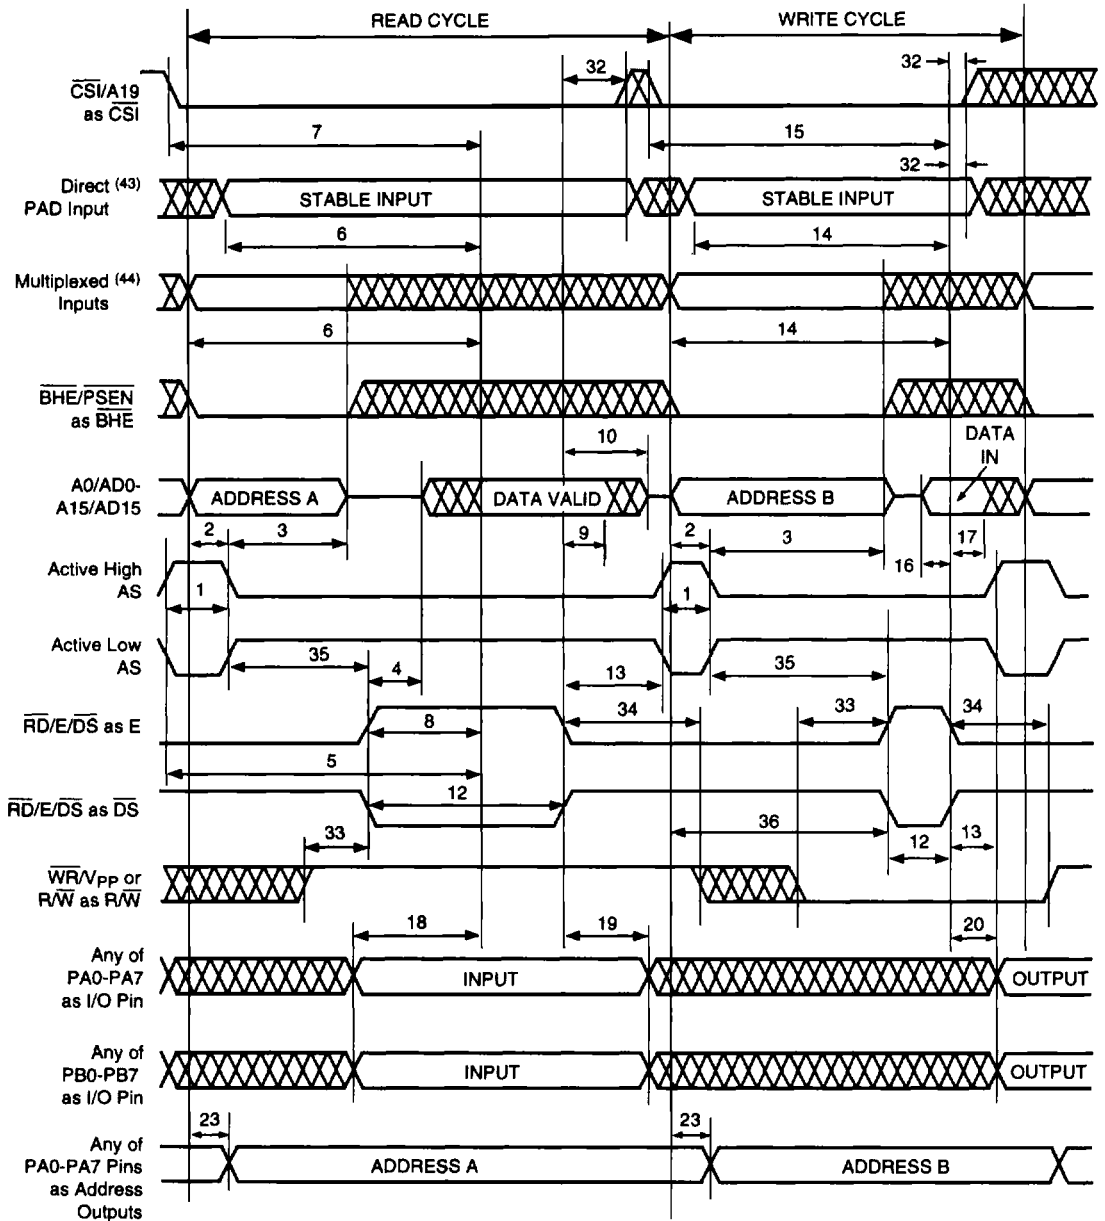 READ CYCLE WRITE CYCLE
32 32
CSI/A19
as CSI
7 15
32
Direct (43)
PAD Input
STABLE INPUT STABLE INPUT
6 14
Multiplexed (44)
Inputs
6 14
BHE/PSEN
as BHE
10 DATA
IN
A0/AD0-
A15/AD15
ADDRESS A DATA VALID ADDRESS B
2 3 9 2 3 16 17
Active High
AS
1 1
Active Low
AS
35 4 13 35
34 33 34
RD/E/DS as E
8
5
RD/E/DS as DS
12 36
33 12 13
WR/VPP or
R/W as R/W
18 19 20
Any of
PA0-PA7
as I/O Pin
INPUT OUTPUT
Any of
PB0-PB7
as I/O Pin
INPUT OUTPUT
23 23
Any of
PA0-PA7 Pins
as Address
Outputs
ADDRESS A ADDRESS B